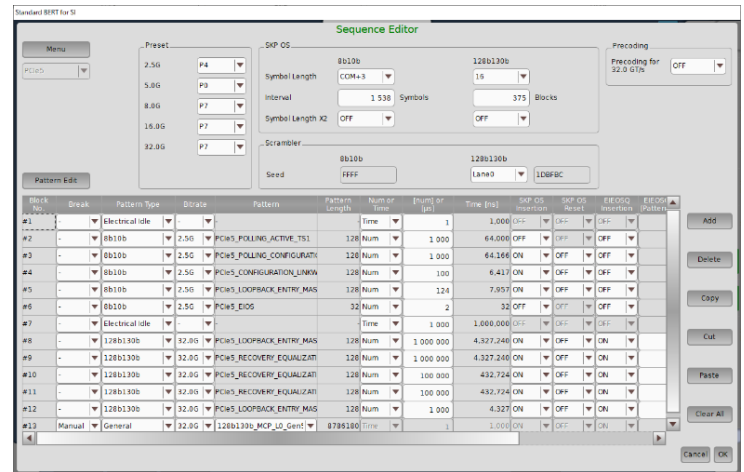 Standard BERT for SI
Sequence Editor
Menu
PCIe5
Pattern Edit
Preset
2.5G P4
5.0G P0
8.0G P7
16.0G P7
32.0G P7
SKP OS
8b10b 128b130b
Symbol Length COM+3 16
Interval 1 538 Symbols 375 Blocks
Symbol Length X2 OFF OFF
Scrambler
8b10b 128b130b
Seed FFFF Lane0 1DBFBC
Precoding
Precoding for 32.0 GT/s OFF
Block No. Break Pattern Type Bitrate Pattern Pattern Length Num or Time [num] or [µs] Time [ns] SKP OS Insertion SKP OS Reset EIEOSQ Insertion EIEOS (Pattern
#1 - Electrical Idle - - - Time 1 1,000 OFF OFF OFF
#2 - 8b10b 2.5G PCIe5_POLLING_ACTIVE_TS1 128 Num 1 000 64,000 OFF OFF OFF
#3 - 8b10b 2.5G PCIe5_POLLING_CONFIGURATIO 128 Num 1 000 64,166 ON OFF OFF
#4 - 8b10b 2.5G PCIe5_CONFIGURATION_LINKW 128 Num 100 6,417 ON OFF OFF
#5 - 8b10b 2.5G PCIe5_LOOPBACK_ENTRY_MAS 128 Num 124 7,957 ON OFF OFF
#6 - 8b10b 2.5G PCIe5_EIOS 32 Num 2 32 OFF OFF OFF
#7 - Electrical Idle - - - Time 1 000 1,000,000 OFF OFF OFF
#8 - 128b130b 32.0G PCIe5_LOOPBACK_ENTRY_MAS 128 Num 1 000 000 4,327,240 ON OFF ON
#9 - 128b130b 32.0G PCIe5_RECOVERY_EQUALIZATI 128 Num 1 000 000 4,327,240 ON OFF ON
#10 - 128b130b 32.0G PCIe5_RECOVERY_EQUALIZATI 128 Num 100 000 432,724 ON OFF ON
#11 - 128b130b 32.0G PCIe5_RECOVERY_EQUALIZATI 128 Num 100 000 432,724 ON OFF ON
#12 - 128b130b 32.0G PCIe5_LOOPBACK_ENTRY_MAS 128 Num 1 000 4,327 ON OFF ON
#13 Manual General 32.0G 128b130b_MCP_L0_Gen5 8786180 Time 1 1,000 ON OFF ON
Add
Delete
Copy
Cut
Paste
Clear All
Cancel OK